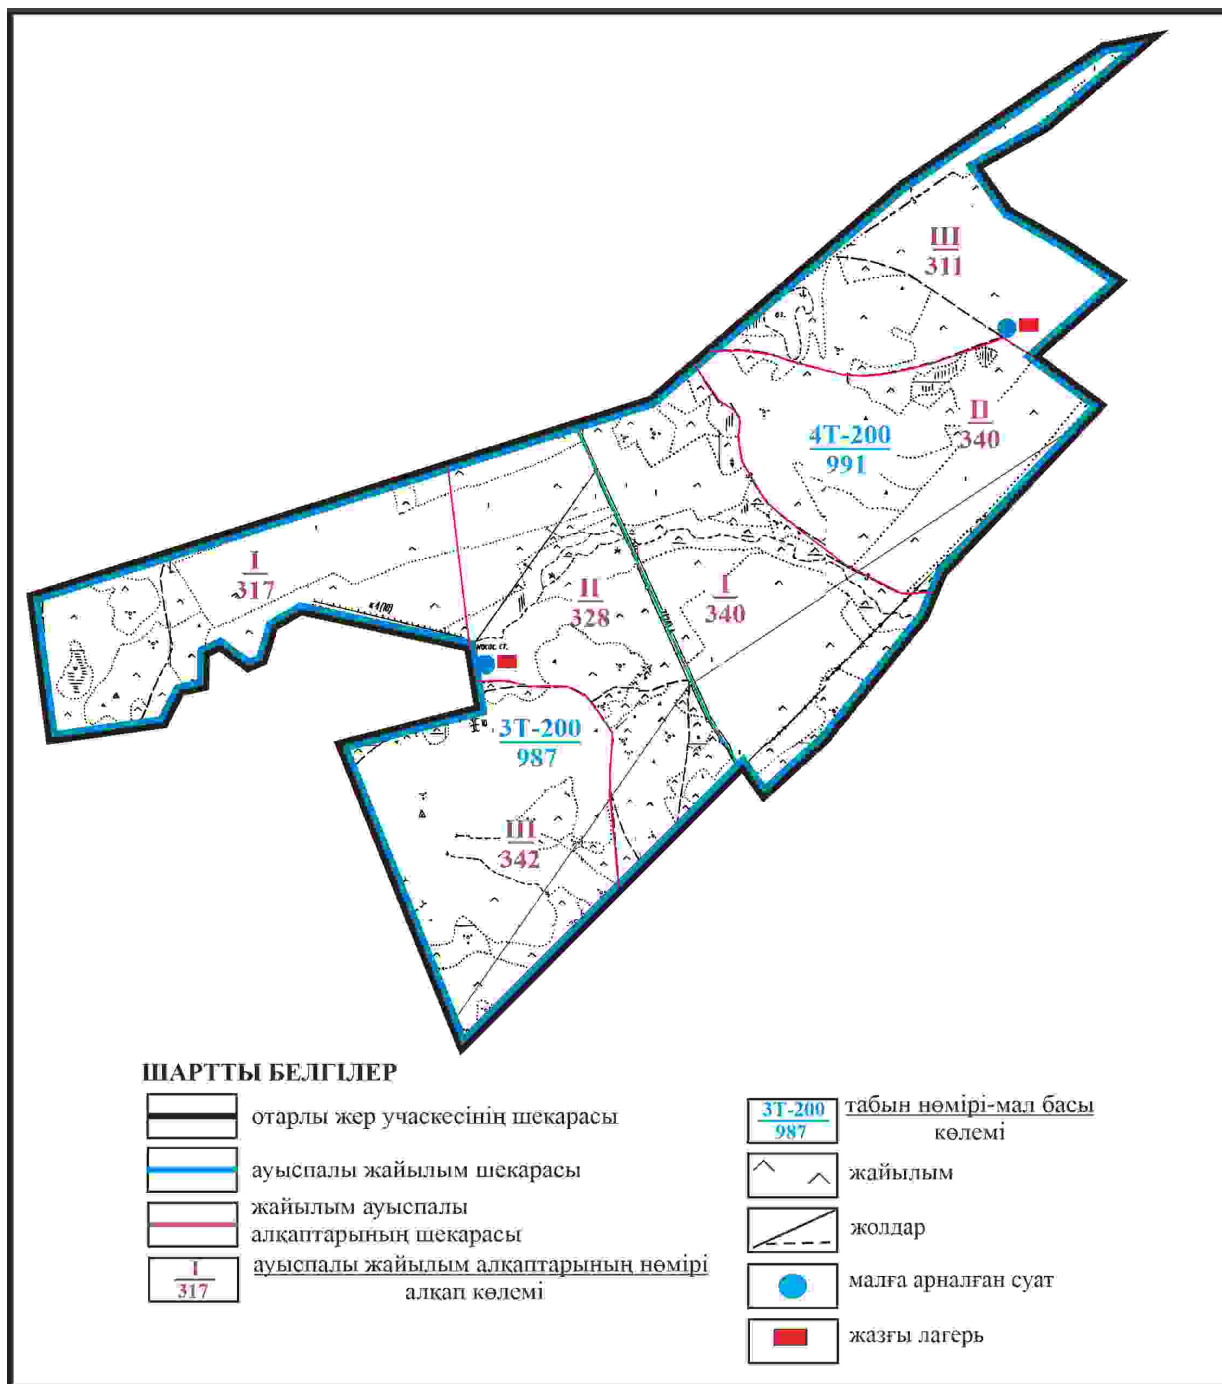 III
311
II
340
4Т-200
991
I
317
II
328
I
340
3Т-200
987
III
342
ШАРТТЫ БЕЛГІЛЕР
отарлы жер учаскесінің шекарасы
ауыспалы жайылым шекарасы
жайылым ауыспалы
алқаптарының шекарасы
I
317
ауыспалы жайылым алқаптарының нөмірі
алқап көлемі
3Т-200
987
табын нөмірі-мал басы
көлемі
жайылым
жолдар
малға арналған суат
жазғы лагерь